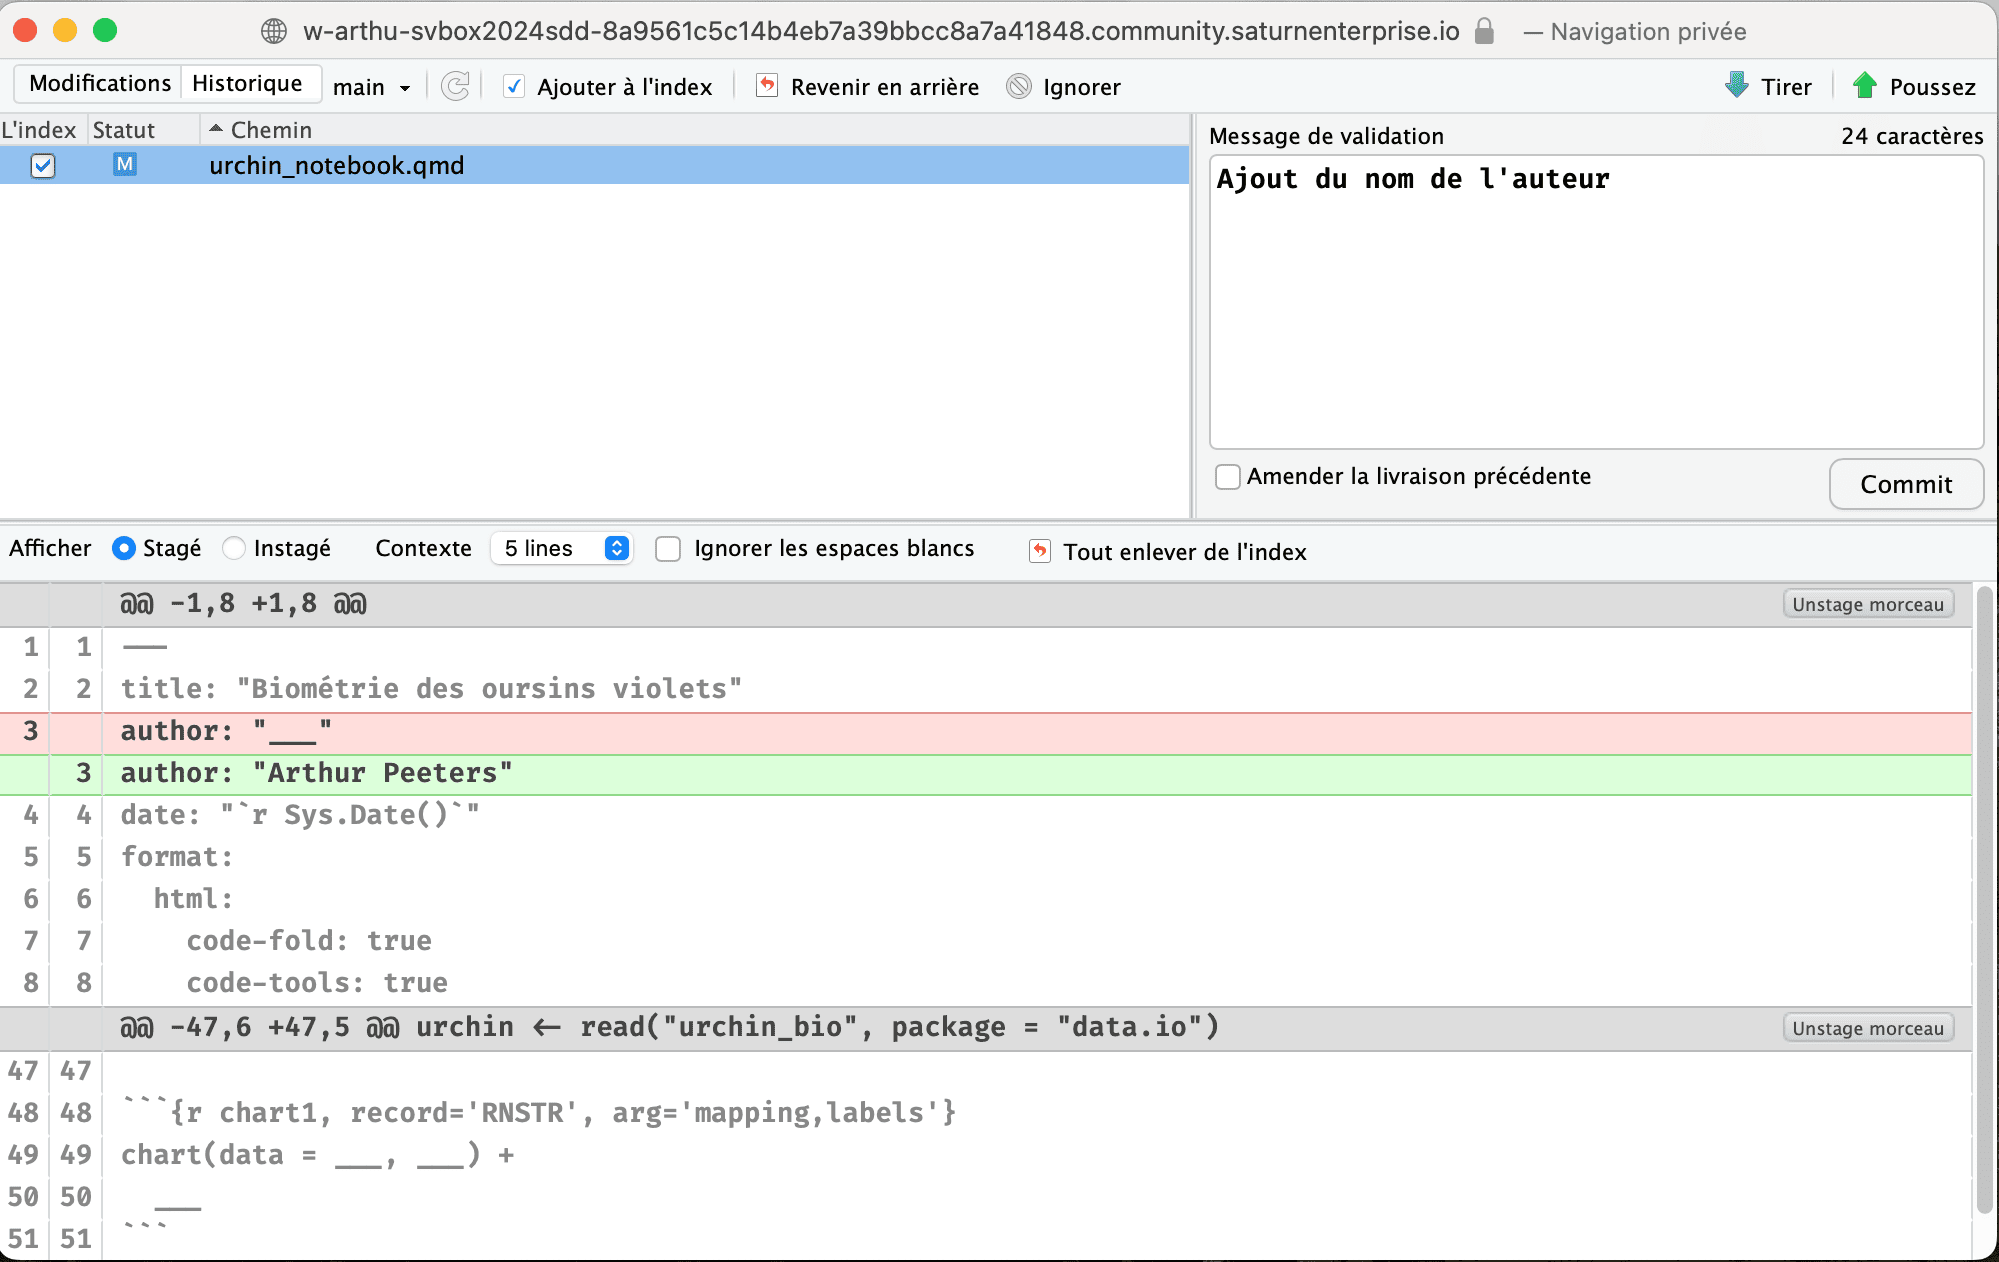 w-arthu-svbox2024sdd-8a9561c5c14b4eb7a39bbcc8a7a41848.community.saturnenterprise.io — Navigation privée
Modifications Historique main Ajouter à l'index Revenir en arrière Ignorer Tirer Poussez
L'index Statut Chemin
M urchin_notebook.qmd
Message de validation 24 caractères
Ajout du nom de l'auteur
Amender la livraison précédente
Commit
Afficher Stagé Instagé Contexte 5 lines Ignorer les espaces blancs Tout enlever de l'index
@@ -1,8 +1,8 @@ Unstage morceau
1 1 ---
2 2 title: "Biométrie des oursins violets"
3 author: "___"
3 author: "Arthur Peeters"
4 4 date: "`r Sys.Date()`"
5 5 format:
6 6 html:
7 7 code-fold: true
8 8 code-tools: true
@@ -47,6 +47,5 @@ urchin <- read("urchin_bio", package = "data.io") Unstage morceau
47 47
48 48 ```{r chart1, record='RNSTR', arg='mapping,labels'}
49 49 chart(data = ___, ___) +
50 50 ___
51 51 ```